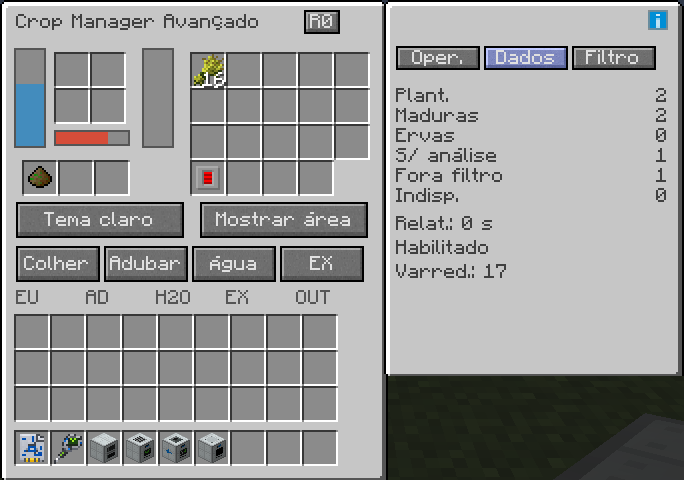 Crop Manager Avançado R0
18
Tema claro Mostrar área
Colher Adubar água EX
EU AD H2O EX OUT
i
Oper. Dados Filtro
Plant. 2
Maduras 2
Ervas 0
S/ análise 1
Fora filtro 1
Indisp. 0
Relat.: 0 s
Habilitado
Varred.: 17